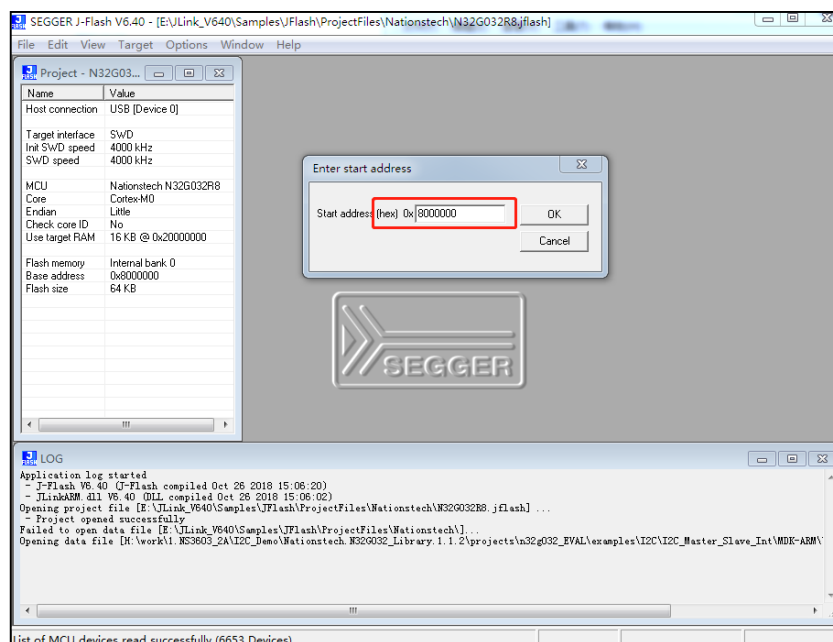 SEGGER J-Flash V6.40 - [E:\JLink_V640\Samples\JFlash\ProjectFiles\Nationstech\N32G032R8.jflash]
File Edit View Target Options Window Help
Project - N32G03...
Name Value
Host connection USB [Device 0]
Target interface SWD
Init SWD speed 4000 kHz
SWD speed 4000 kHz
MCU Nationstech N32G032R8
Core Cortex-M0
Endian Little
Check core ID No
Use target RAM 16 KB @ 0x20000000
Flash memory Internal bank 0
Base address 0x8000000
Flash size 64 KB
Enter start address
Start address (hex) 0x 8000000 OK
Cancel
SEGGER
LOG
Application log started
- J-Flash V6.40 (J-Flash compiled Oct 26 2018 15:06:20)
- JLinkARM.dll V6.40 (DLL compiled Oct 26 2018 15:06:02)
Opening project file [E:\JLink_V640\Samples\JFlash\ProjectFiles\Nationstech\N32G032R8.jflash] ...
- Project opened successfully
Failed to open data file [E:\JLink_V640\Samples\JFlash\ProjectFiles\Nationstech\]...
Opening data file [H:\work\1.NS3603_2A\I2C_Demo\Nationstech.N32G032_Library.1.1.2\projects\n32g032_EVAL\examples\I2C\I2C_Master_Slave_Int\MDK-ARM\
List of MCU devices read successfully (6653 Devices)